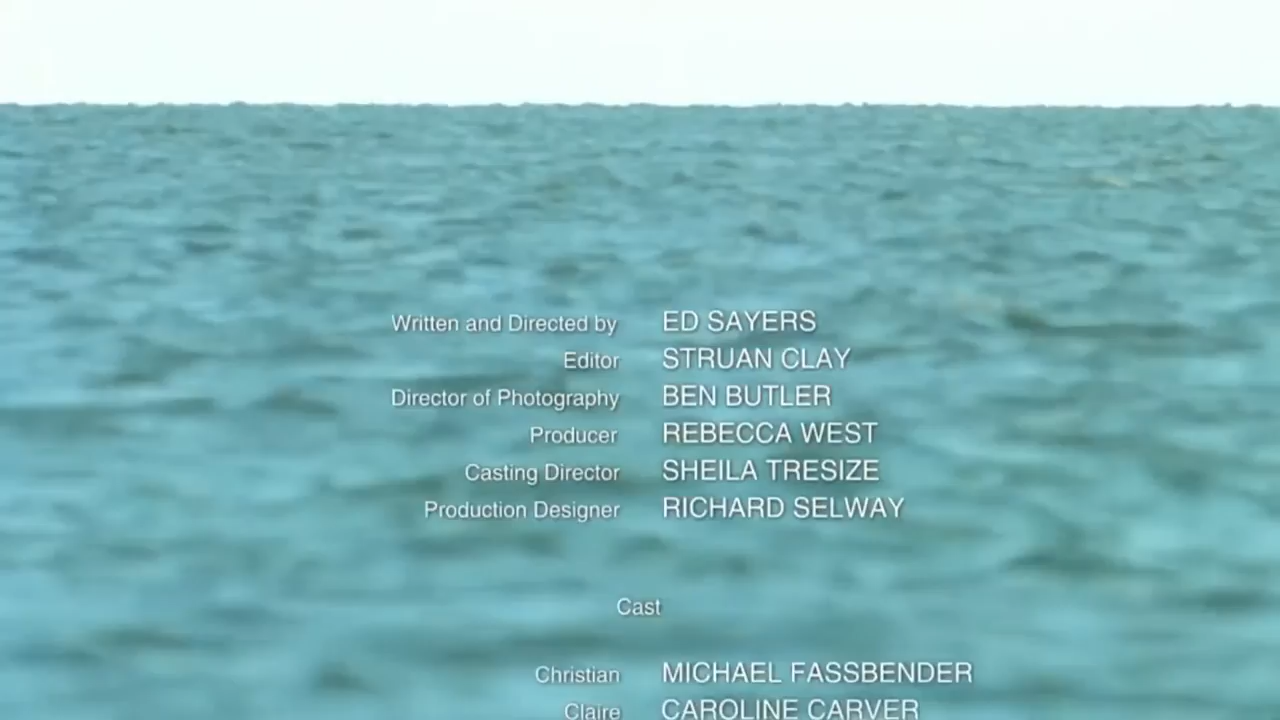 Written and Directed by ED SAYERS
Editor STRUAN CLAY
Director of Photography BEN BUTLER
Producer REBECCA WEST
Casting Director SHEILA TRESIZE
Production Designer RICHARD SELWAY
Cast
Christian MICHAEL FASSBENDER
Claire CAROLINE CARVER